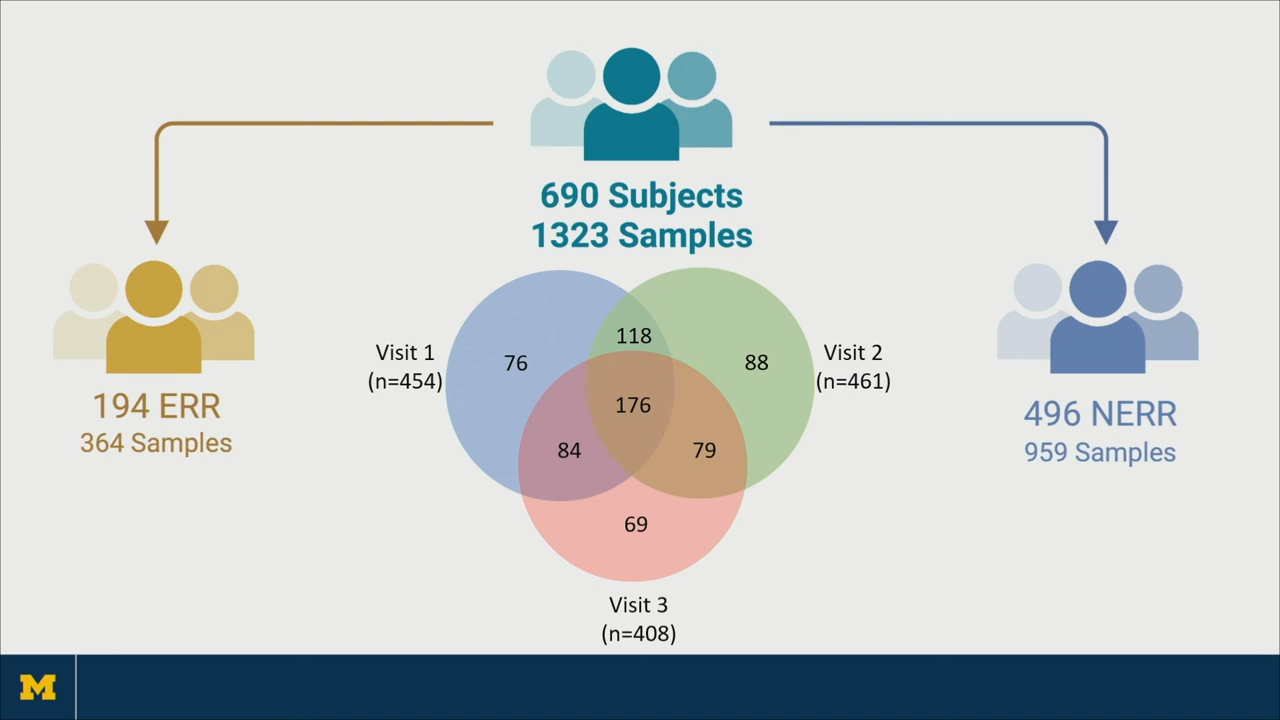 690 Subjects
1323 Samples
194 ERR
364 Samples
Visit 1
(n=454)
76
118
88
176
84
79
69
Visit 2
(n=461)
Visit 3
(n=408)
496 NERR
959 Samples
M